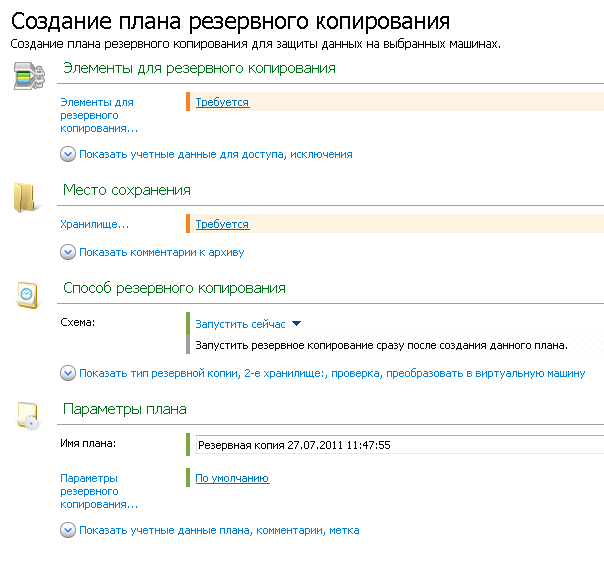 Создание плана резервного копирования
Создание плана резервного копирования для защиты данных на выбранных машинах.
Элементы для резервного копирования
Элементы для
резервного
копирования...
Требуется
Показать учетные данные для доступа, исключения
Место сохранения
Хранилище...
Требуется
Показать комментарии к архиву
Способ резервного копирования
Схема:
Запустить сейчас
Запустить резервное копирование сразу после создания данного плана.
Показать тип резервной копии, 2-е хранилище:, проверка, преобразовать в виртуальную машину
Параметры плана
Имя плана:
Резервная копия 27.07.2011 11:47:55
Параметры
резервного
копирования...
По умолчанию
Показать учетные данные плана, комментарии, метка